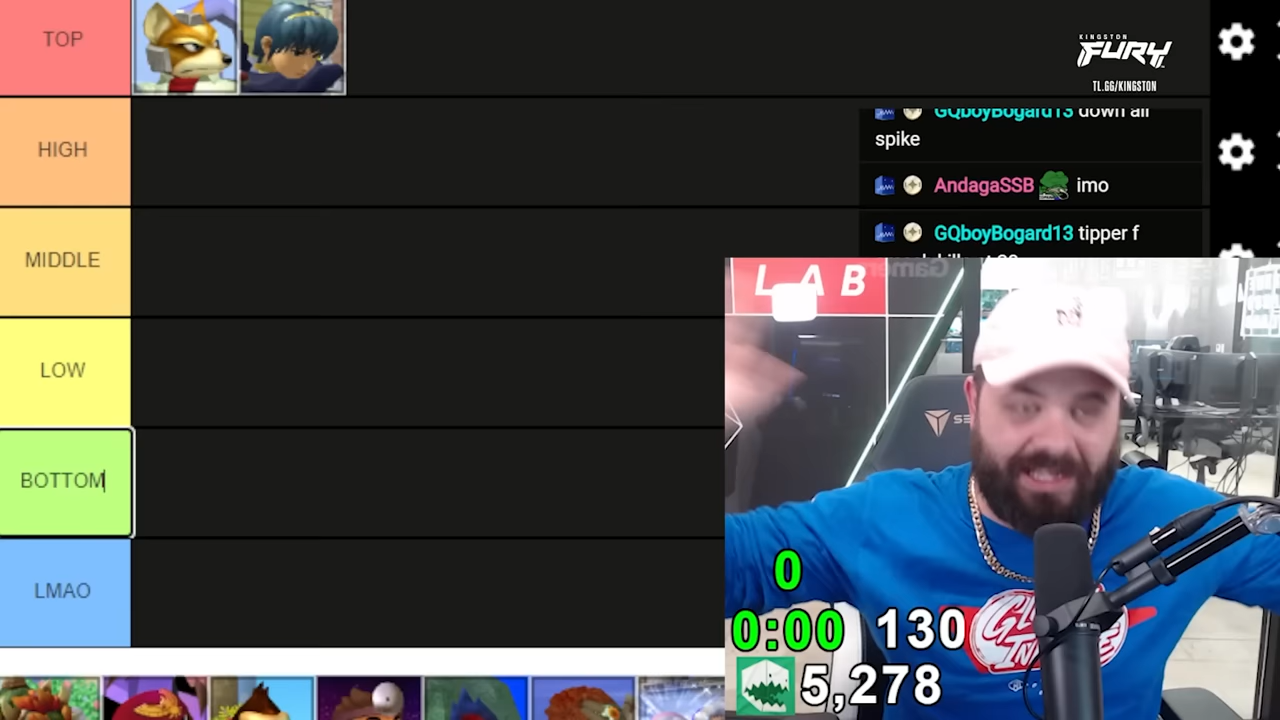 TOP
KINGSTON
FURY
TL.GG/KINGSTON
HIGH
GQboyBogard13 down air
spike
AndagaSSB imo
MIDDLE
GQboyBogard13 tipper f
LAB
LOW
BOTTOM
0
0:00 130
LMAO
5,278